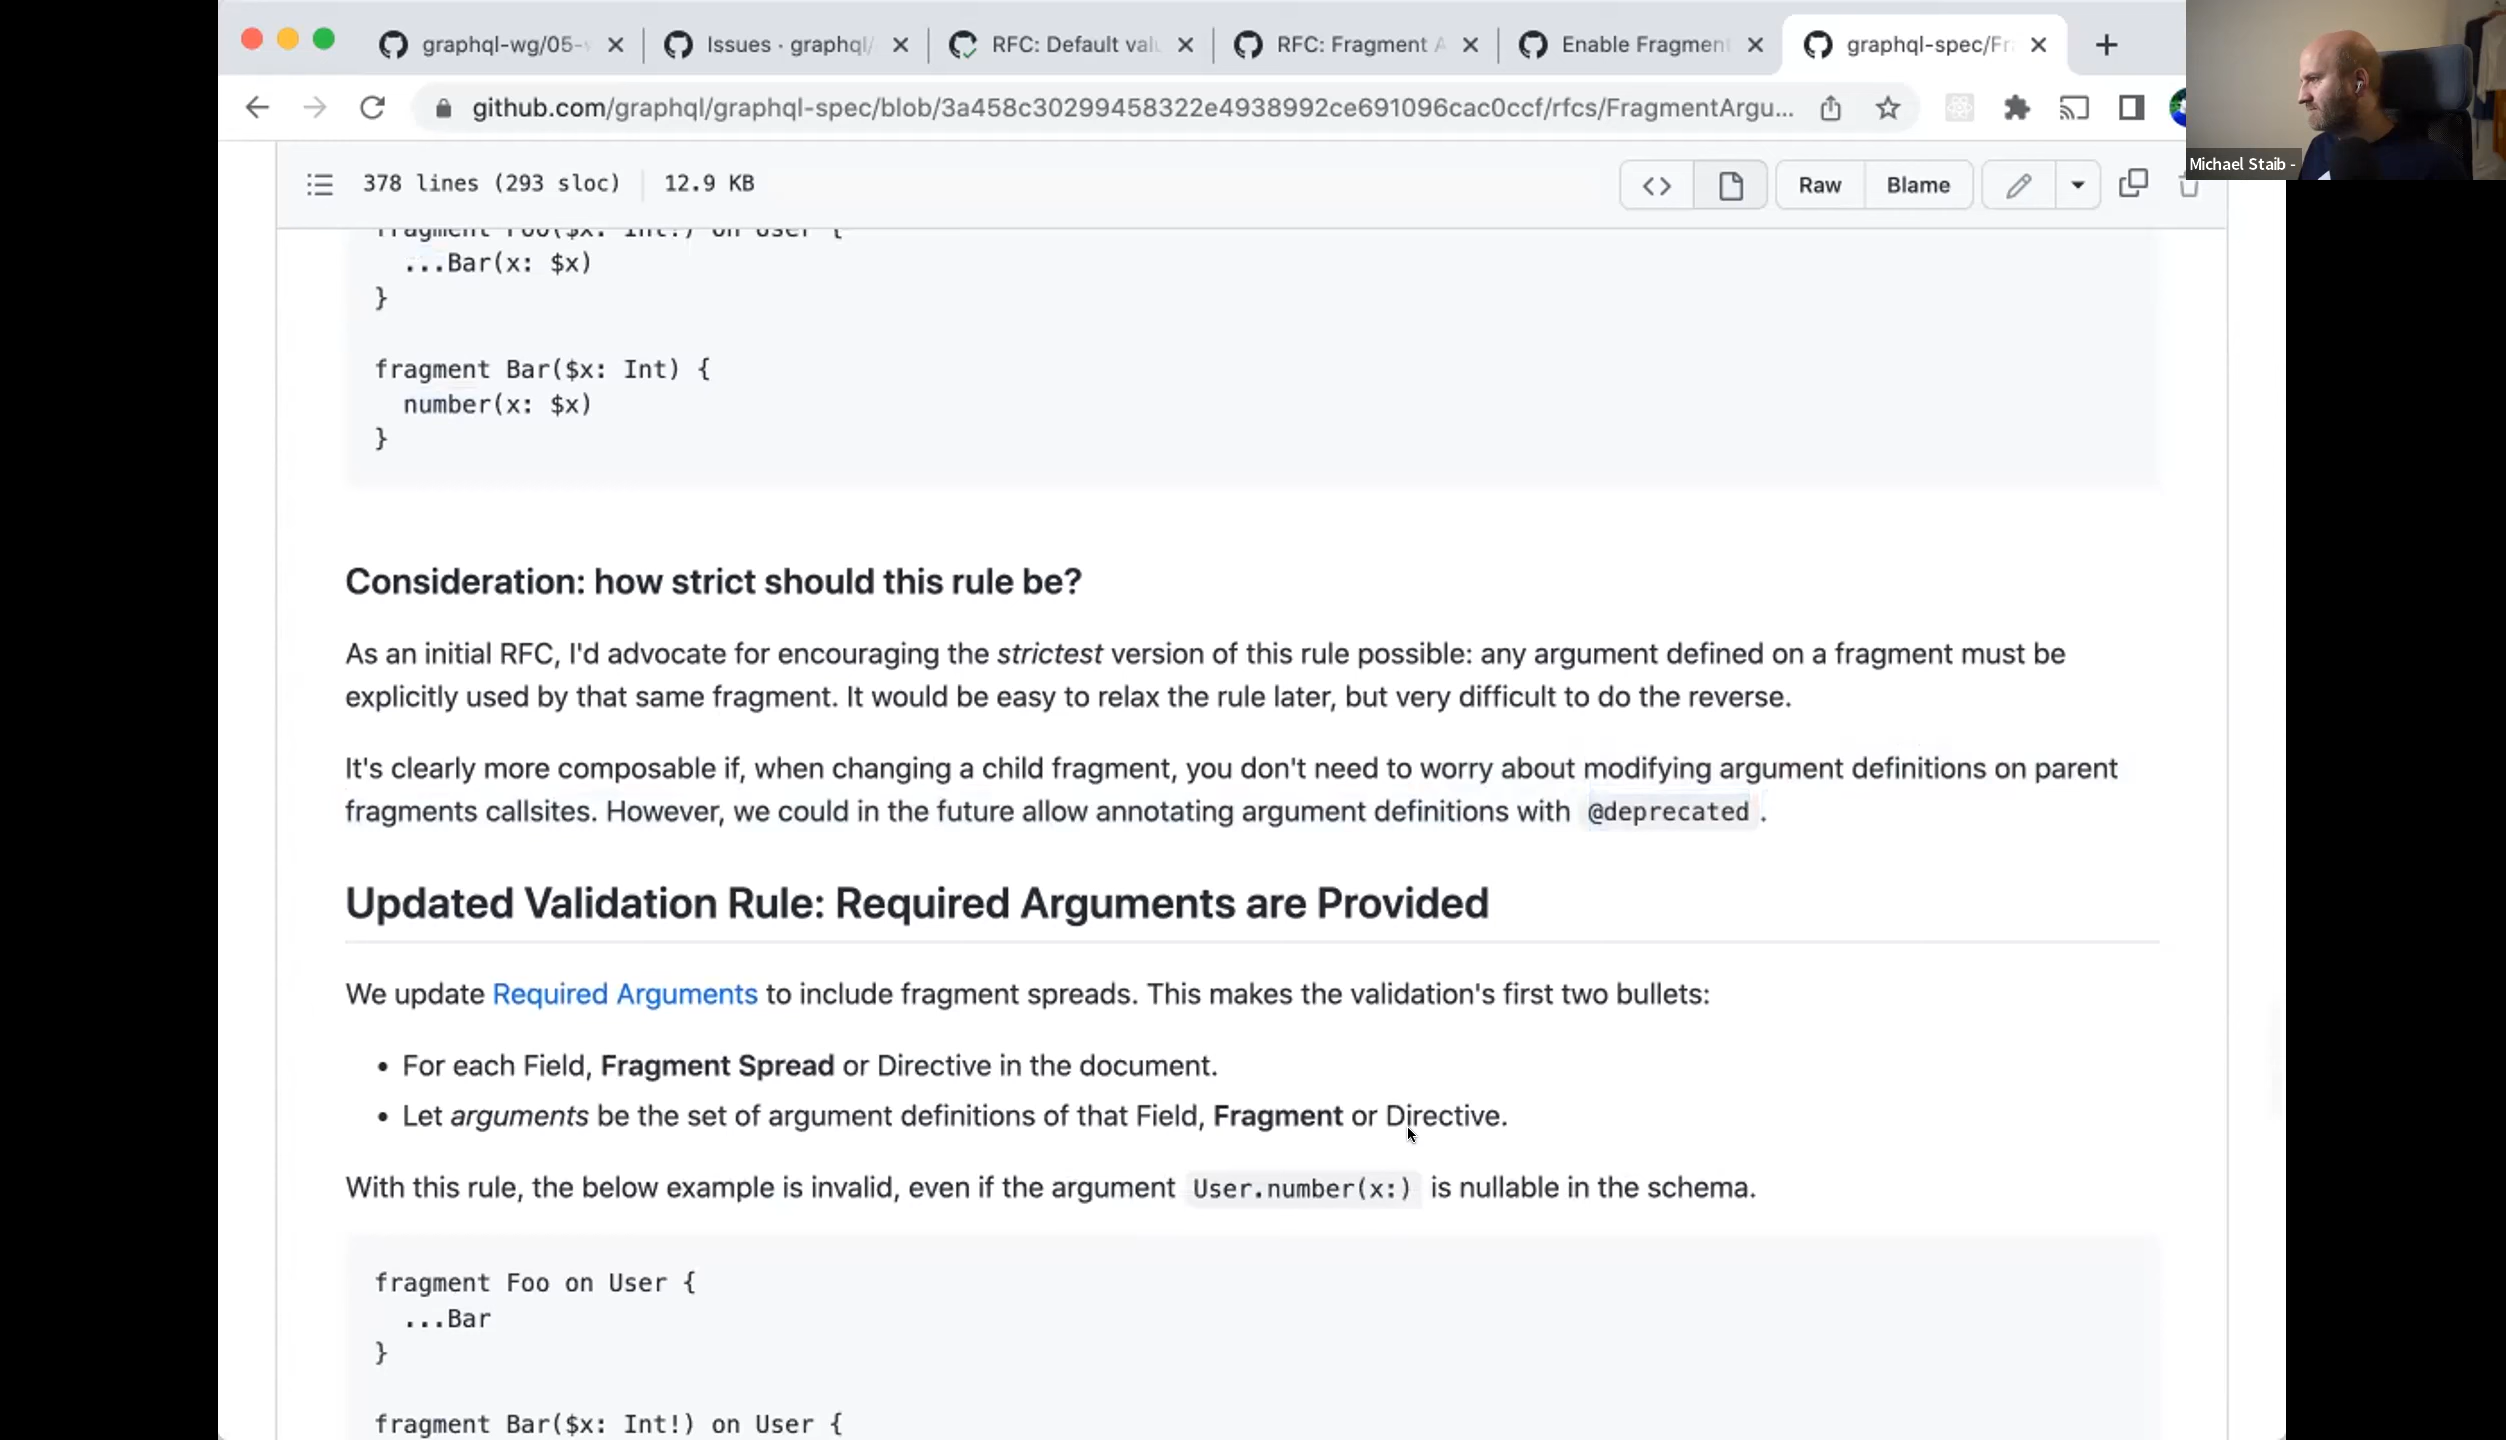 graphql-wg/05-
Issues · graphql/
RFC: Default val
RFC: Fragment A
Enable Fragment
graphql-spec/Fr
github.com/graphql/graphql-spec/blob/3a458c30299458322e4938992ce691096cac0ccf/rfcs/FragmentArgu...
Michael Staib -
378 lines (293 sloc) 12.9 KB
Raw
Blame
fragment Foo($x: Int!) on User {
...Bar(x: $x)
}
fragment Bar($x: Int) {
number(x: $x)
}
Consideration: how strict should this rule be?
As an initial RFC, I'd advocate for encouraging the strictest version of this rule possible: any argument defined on a fragment must be
explicitly used by that same fragment. It would be easy to relax the rule later, but very difficult to do the reverse.
It's clearly more composable if, when changing a child fragment, you don't need to worry about modifying argument definitions on parent
fragments callsites. However, we could in the future allow annotating argument definitions with @deprecated .
Updated Validation Rule: Required Arguments are Provided
We update Required Arguments to include fragment spreads. This makes the validation's first two bullets:
• For each Field, Fragment Spread or Directive in the document.
• Let arguments be the set of argument definitions of that Field, Fragment or Directive.
With this rule, the below example is invalid, even if the argument User.number(x:) is nullable in the schema.
fragment Foo on User {
...Bar
}
fragment Bar($x: Int!) on User {